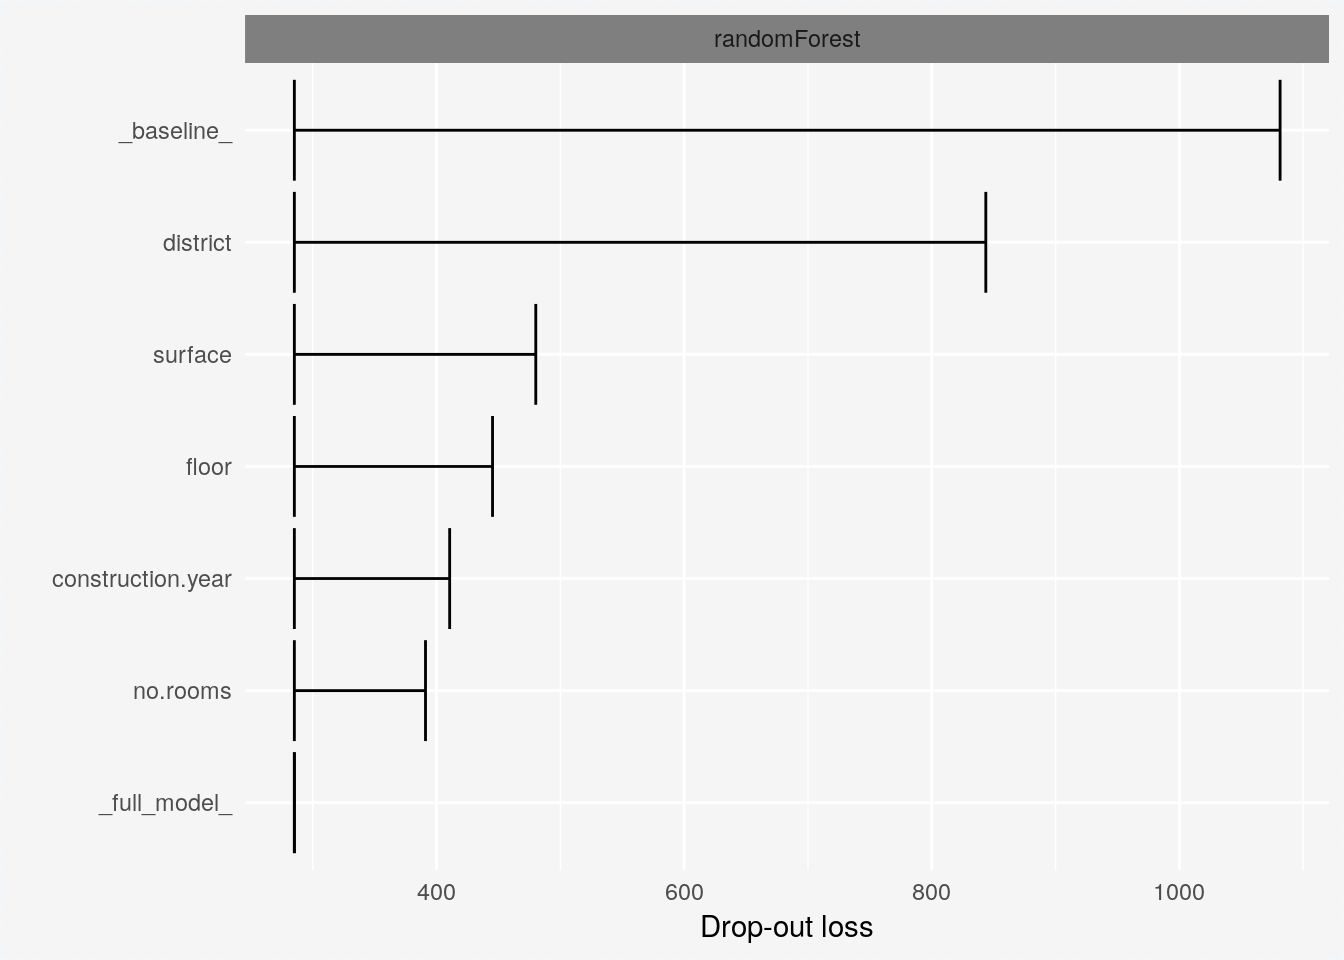 randomForest
_baseline_
district
surface
floor
construction.year
no.rooms
_full_model_
400 600 800 1000
Drop-out loss